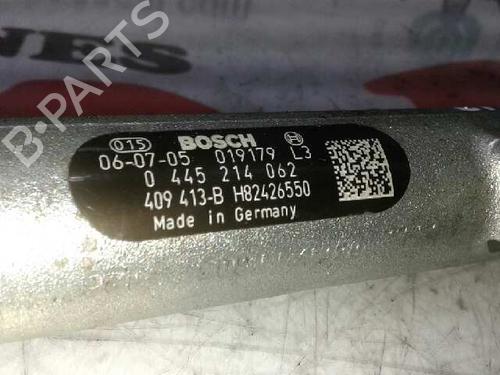 015 BOSCH
06-07-05 019179 L3
0 445 214 062
409 413-B H82426550
Made in Germany
B-PARTS